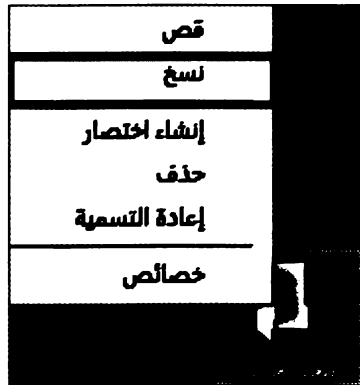 قص
نسخ
إنشاء اختصار
حذف
إعادة التسمية
خصائص